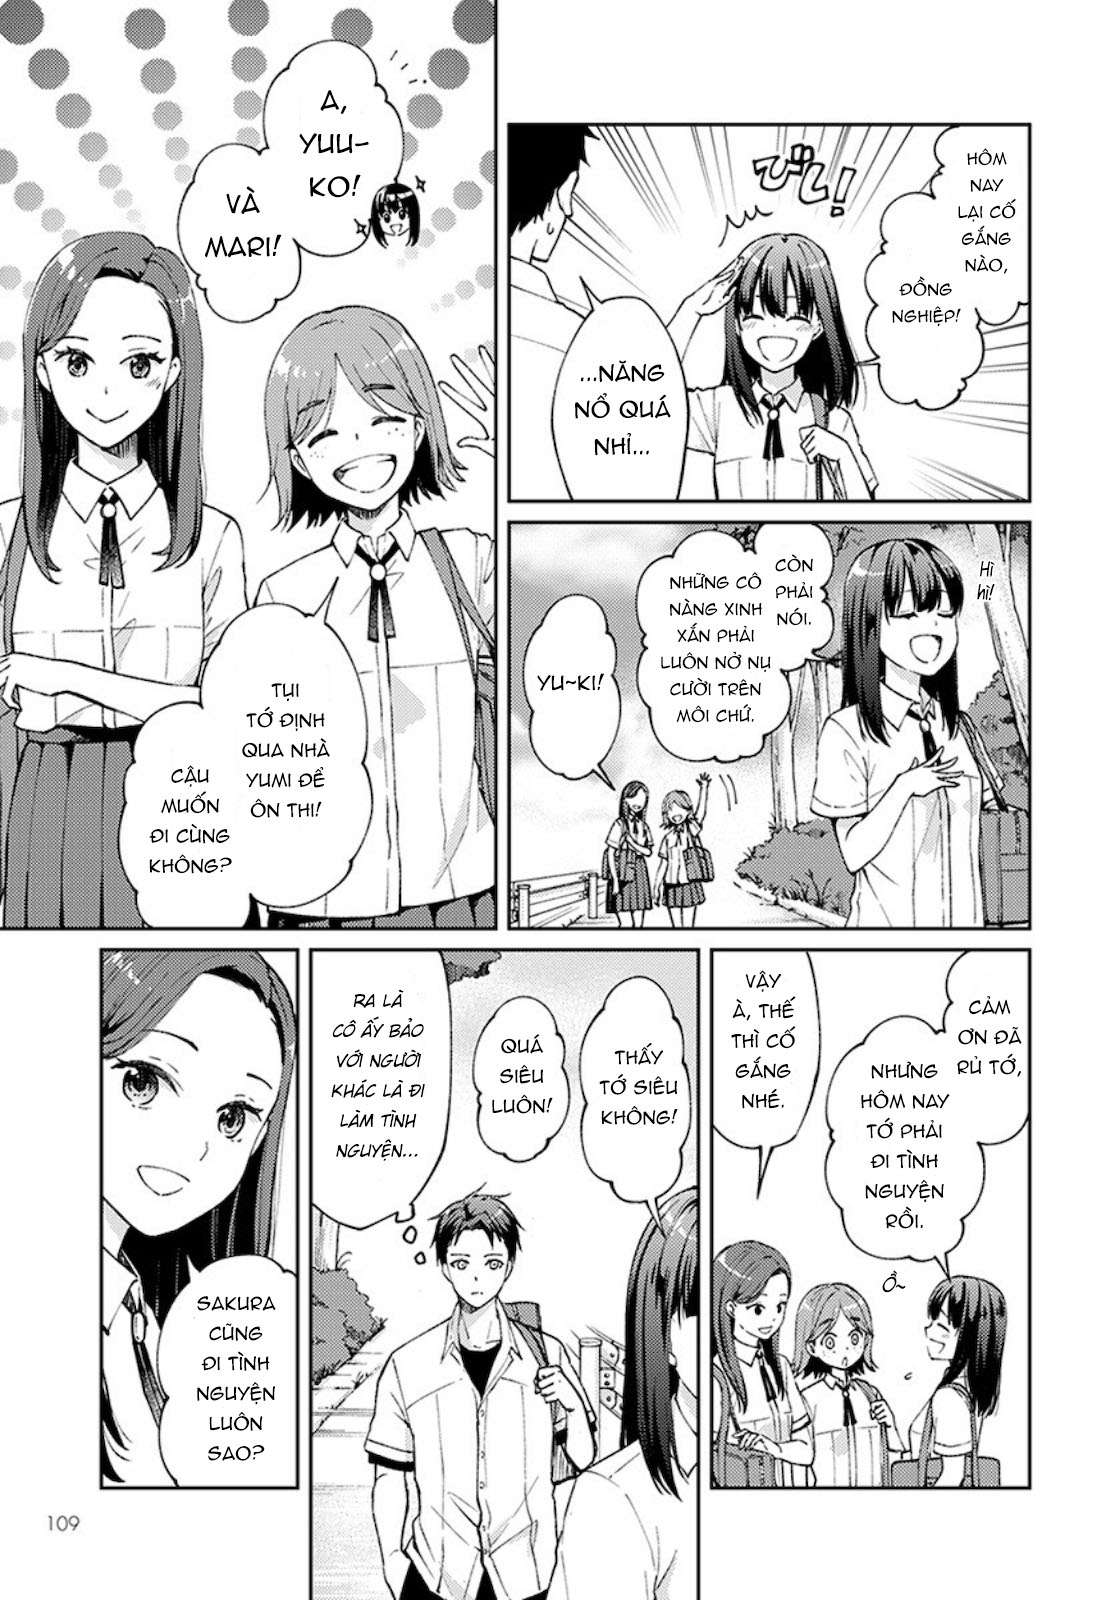 HÔM
NAY
LẠI CỐ
GẮNG
NÀO,
ĐỒNG
NGHIỆP!
びしっ!
...NĂNG
NỔ QUÁ
NHỈ...
HÌ
HÌ!
CÒN
PHẢI
NÓI.
NHỮNG CÔ
NÀNG XINH
XẮN PHẢI
LUÔN NỞ NỤ
CƯỜI TRÊN
MÔI CHỨ.
YU~KI!
A,
YUU-
KO!
VÀ
MARI!
TỤI
TỚ ĐỊNH
QUA NHÀ
YUMI ĐỂ
ÔN THI!
CẬU
MUỐN
ĐI CÙNG
KHÔNG?
CẢM
ƠN ĐÃ
RỦ TỚ,
NHƯNG
HÔM NAY
TỚ PHẢI
ĐI TÌNH
NGUYỆN
RỒI.
Ồ~
VẬY
À, THẾ
THÌ CỐ
GẮNG
NHÉ.
THẤY
TỚ SIÊU
KHÔNG!
QUÁ
SIÊU
LUÔN!
RA LÀ
CÔ ẤY BẢO
VỚI NGƯỜI
KHÁC LÀ ĐI
LÀM TÌNH
NGUYỆN...
SAKURA
CŨNG
ĐI TÌNH
NGUYỆN
LUÔN
SAO?
109